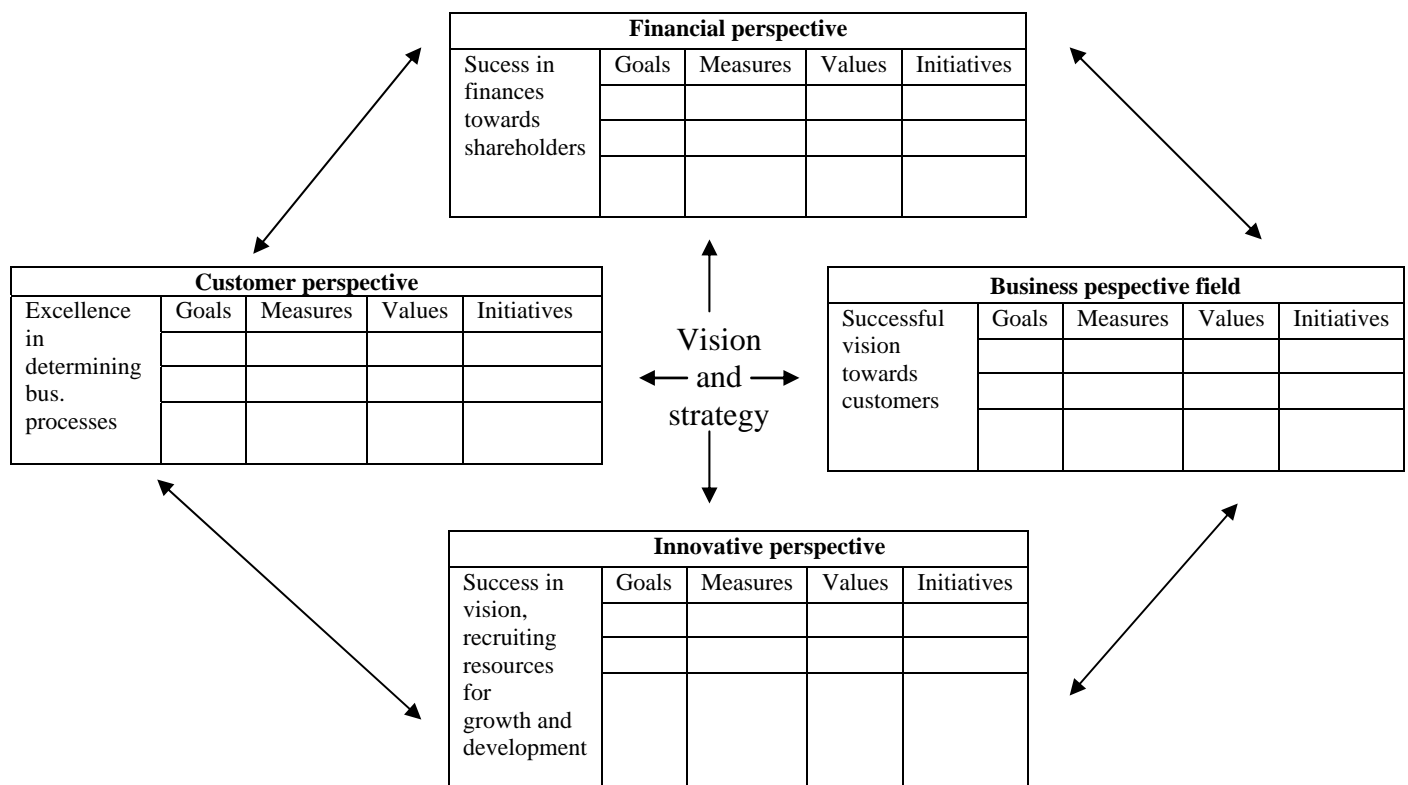 Financial perspective
Sucess in
finances
towards
shareholders
Goals Measures Values Initiatives
Customer perspective
Excellence
in
determining
bus.
processes
Goals Measures Values Initiatives
Vision
and
strategy
Business pespective field
Successful
vision
towards
customers
Goals Measures Values Initiatives
Innovative perspective
Success in
vision,
recruiting
resources
for
growth and
development
Goals Measures Values Initiatives